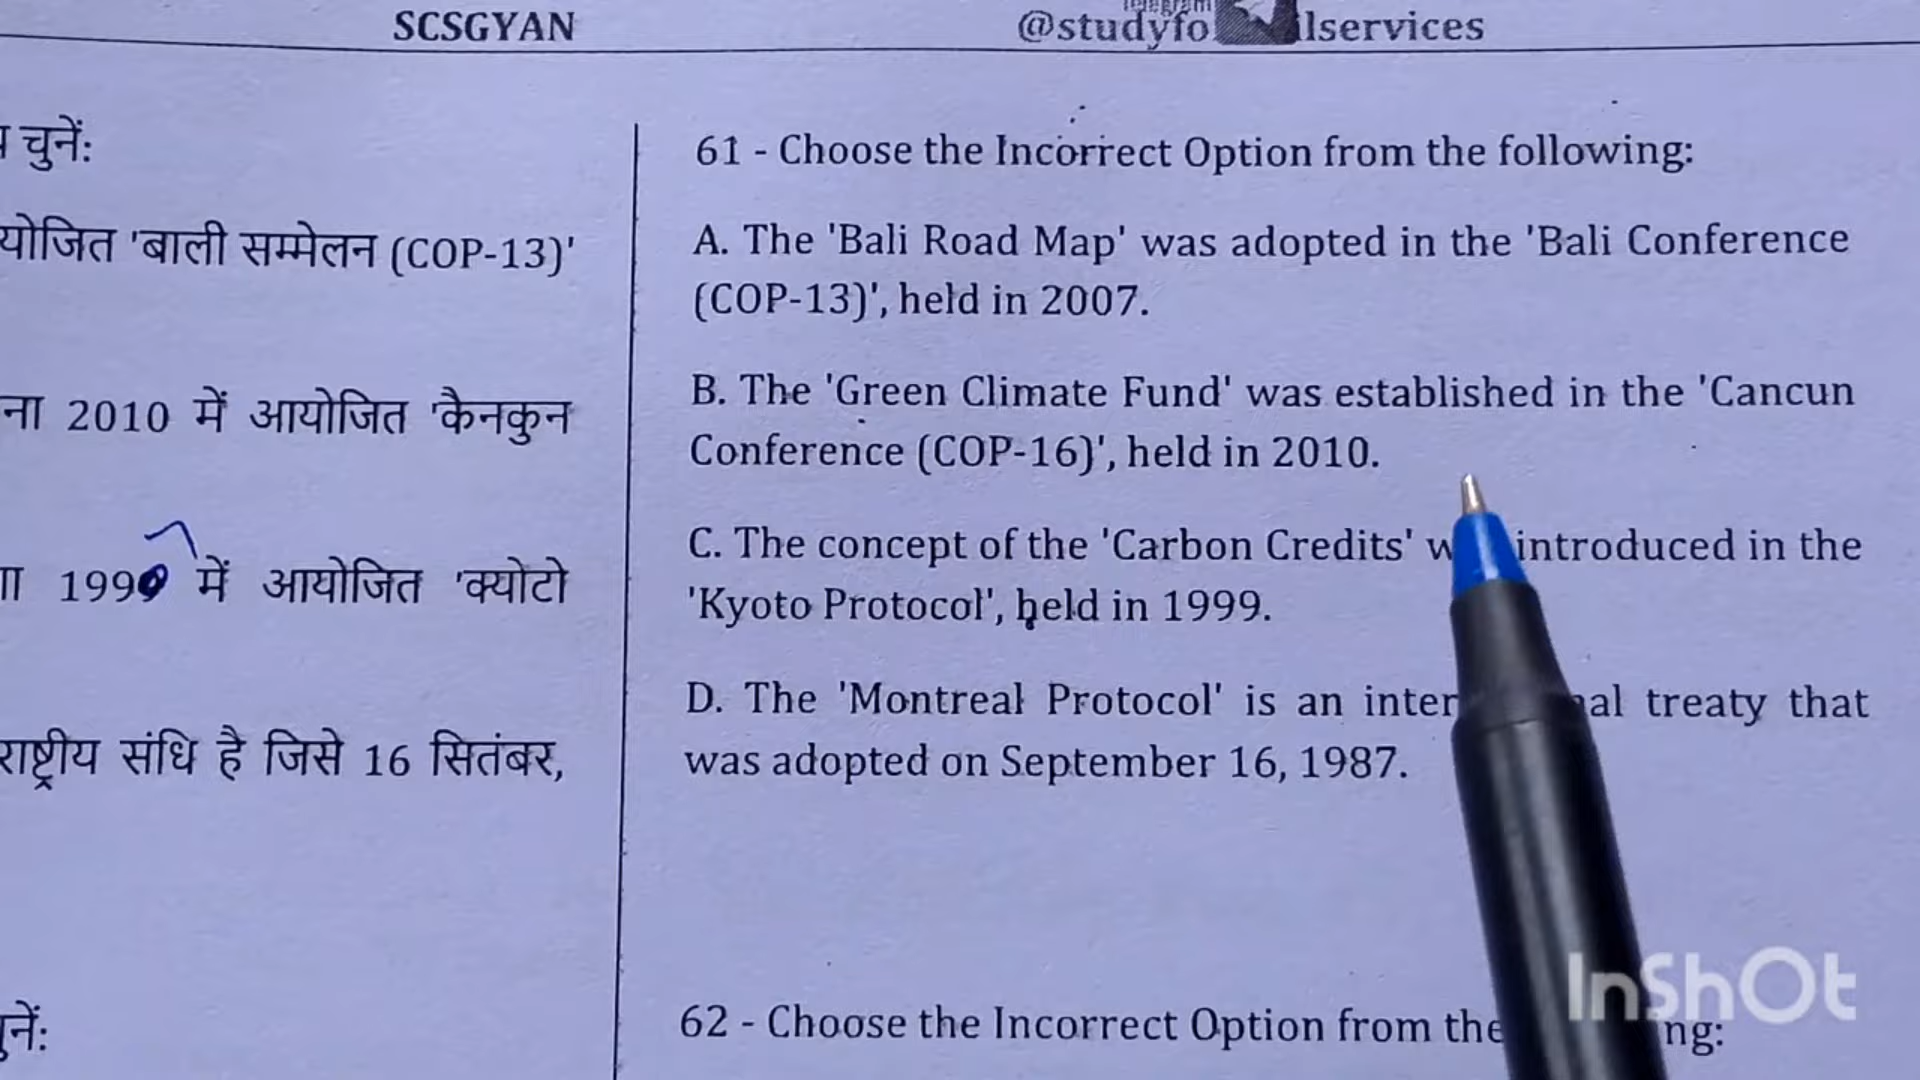 SCSGYAN
@studyfo lservices
चुनें:
योजित 'बाली सम्मेलन (COP-13)'
ना 2010 में आयोजित 'कैनकुन
199 में आयोजित 'क्योटो
राष्ट्रीय संधि है जिसे 16 सितंबर,
चुनें:
61 - Choose the Incorrect Option from the following:
A. The 'Bali Road Map' was adopted in the 'Bali Conference
(COP-13)', held in 2007.
B. The 'Green Climate Fund' was established in the 'Cancun
Conference (COP-16)', held in 2010.
C. The concept of the 'Carbon Credits' w introduced in the
'Kyoto Protocol', held in 1999.
D. The 'Montreal Protocol' is an inter al treaty that
was adopted on September 16, 1987.
62 - Choose the Incorrect Option from the ng:
InShOt